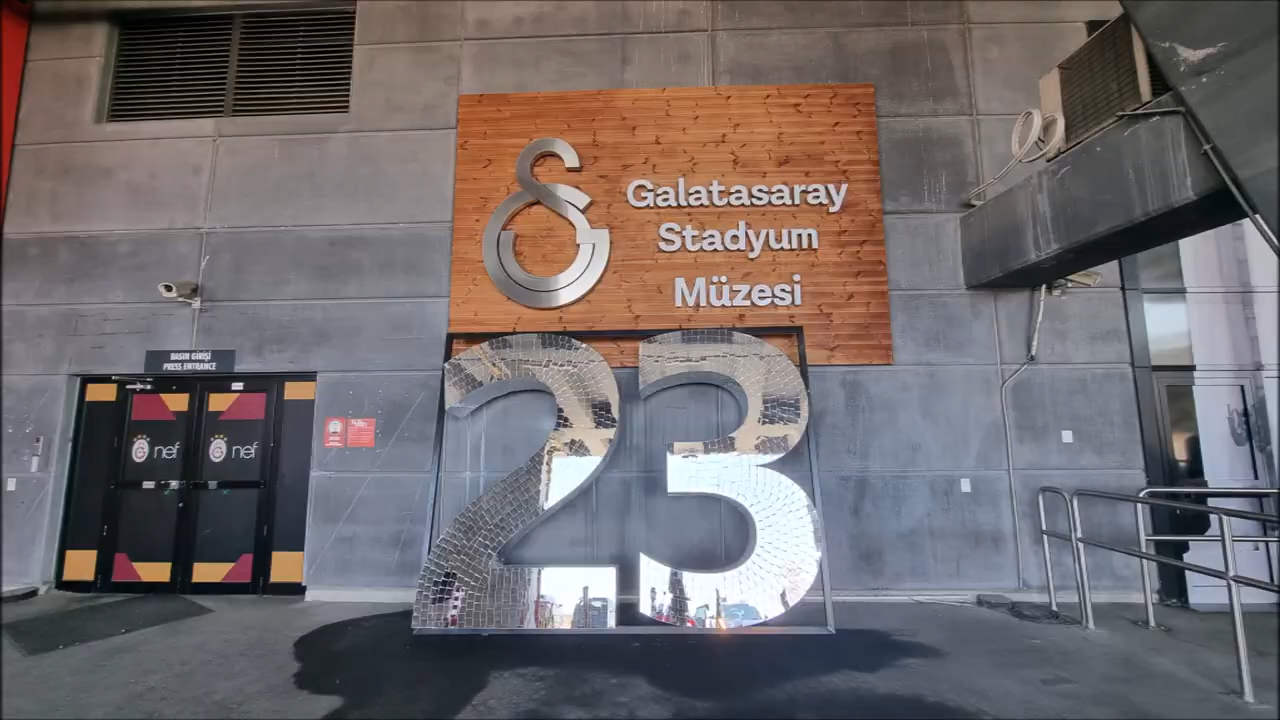 Galatasaray
Stadyum
Müzesi
23
BASIN GİRİŞİ
PRESS ENTRANCE
nef
nef